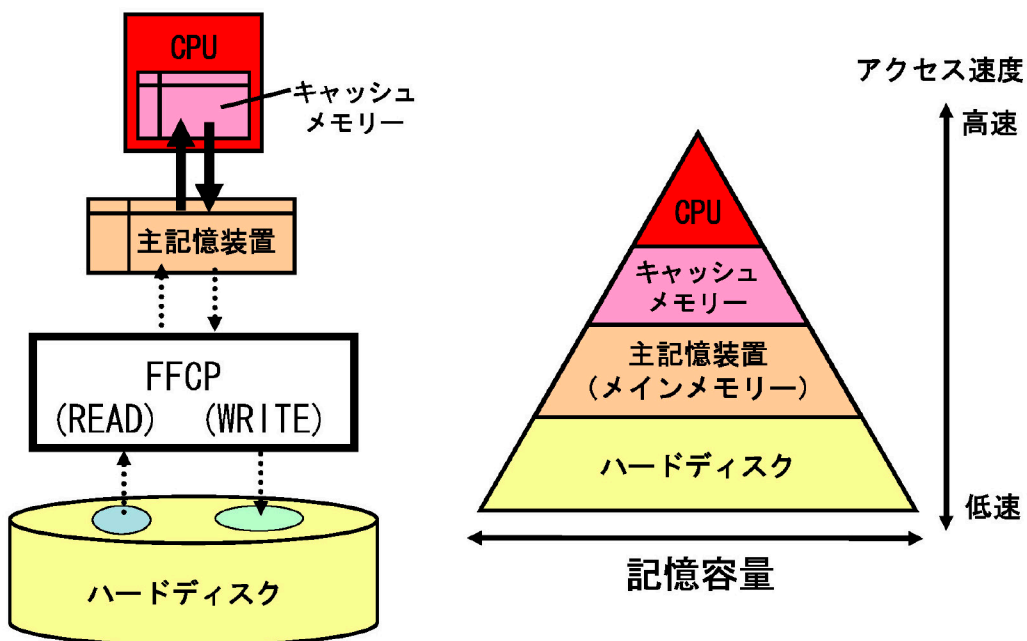 CPU
キャッシュ
メモリー
主記憶装置
FFCP
(READ) (WRITE)
ハードディスク
アクセス速度
高速
CPU
キャッシュ
メモリー
主記憶装置
(メインメモリー)
ハードディスク
低速
記憶容量